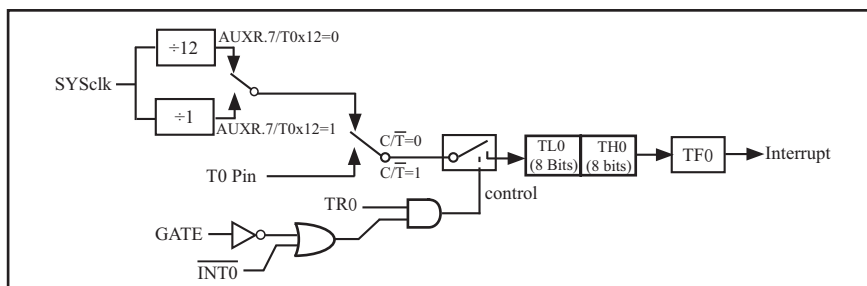 ÷12
AUXR.7/T0x12=0
SYSclk
÷1
AUXR.7/T0x12=1
C/T̅=0
C/T̅=1
T0 Pin
TL0
(8 Bits)
TH0
(8 bits)
TF0
Interrupt
control
TR0
GATE
I̅N̅T̅0̅